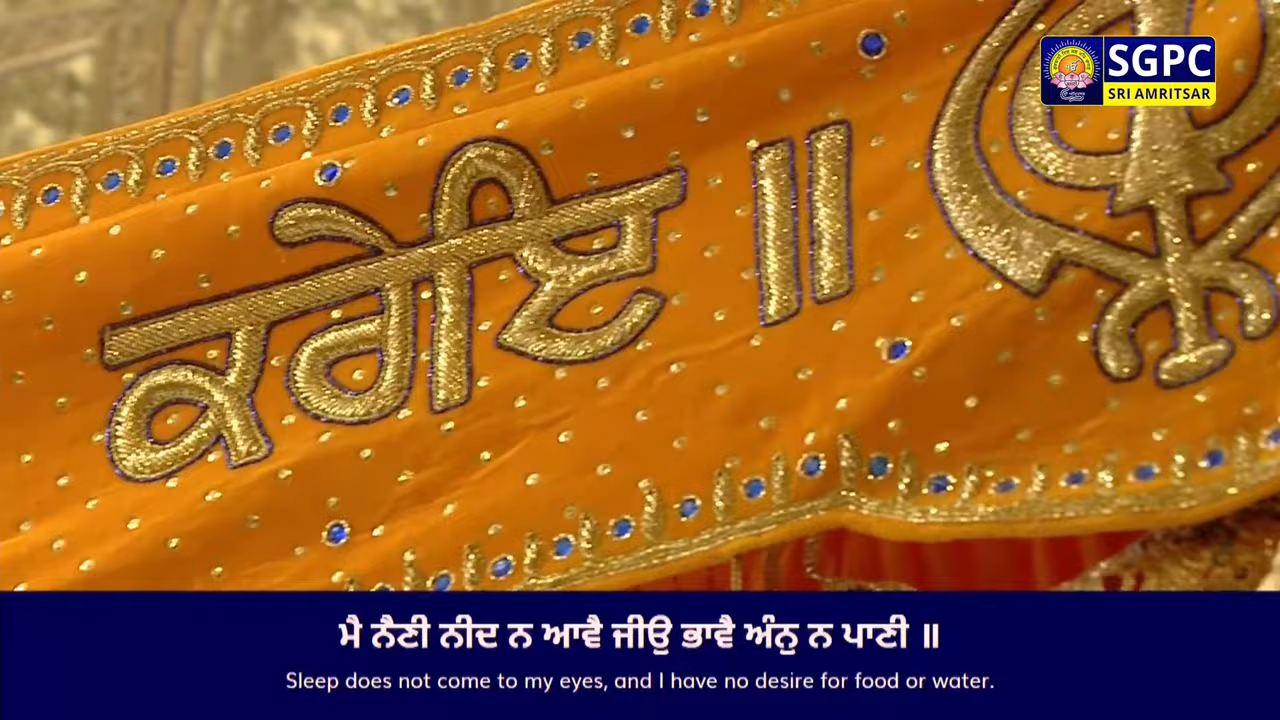 SGPC
SRI AMRITSAR
ਕਰੇਇ ॥
ਮੈ ਨੈਣੀ ਨੀਦ ਨ ਆਵੈ ਜੀਉ ਭਾਵੈ ਅੰਨੁ ਨ ਪਾਣੀ ॥
Sleep does not come to my eyes, and I have no desire for food or water.